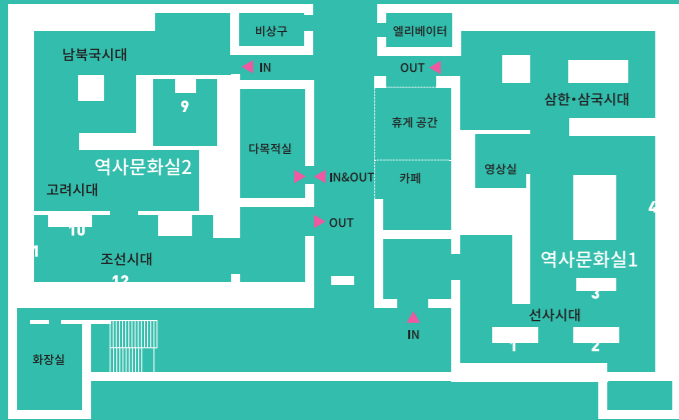 비상구
엘리베이터
남북국시대
IN
OUT
삼한·삼국시대
9
휴게 공간
다목적실
역사문화실2
영상실
IN&OUT
카페
고려시대
4
OUT
10
1
조선시대
역사문화실1
12
3
선사시대
IN
1
2
화장실